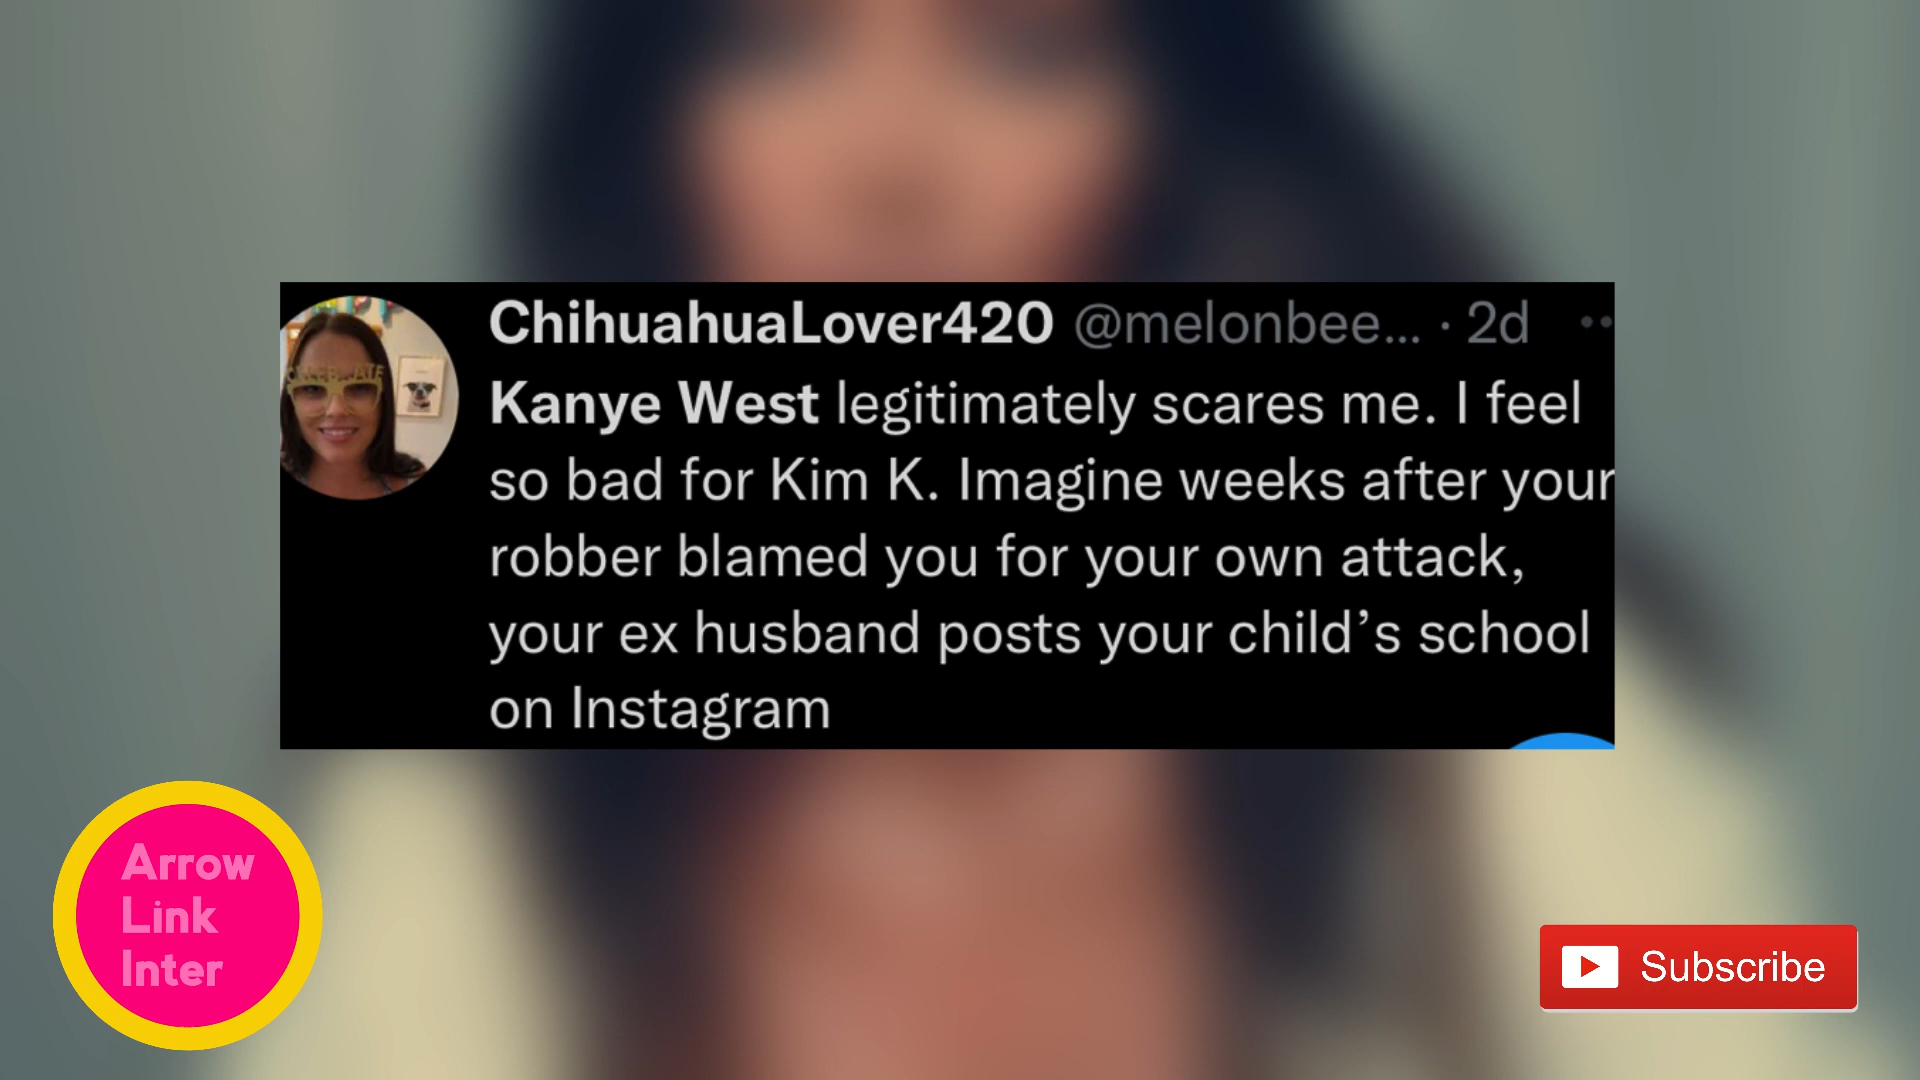 ChihuahuaLover420 @melonbee... · 2d
CELEBRATE
Kanye West legitimately scares me. I feel
so bad for Kim K. Imagine weeks after your
robber blamed you for your own attack,
your ex husband posts your child’s school
on Instagram
Arrow
Link
Inter
Subscribe